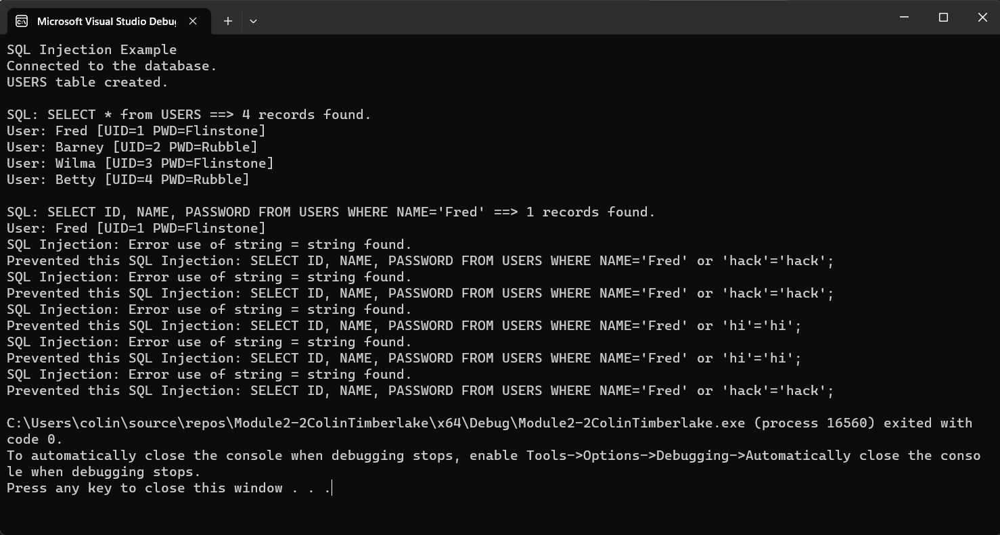 Microsoft Visual Studio Debug
SQL Injection Example
Connected to the database.
USERS table created.
SQL: SELECT * from USERS ==> 4 records found.
User: Fred [UID=1 PWD=Flinstone]
User: Barney [UID=2 PWD=Rubble]
User: Wilma [UID=3 PWD=Flinstone]
User: Betty [UID=4 PWD=Rubble]
SQL: SELECT ID, NAME, PASSWORD FROM USERS WHERE NAME='Fred' ==> 1 records found.
User: Fred [UID=1 PWD=Flinstone]
SQL Injection: Error use of string = string found.
Prevented this SQL Injection: SELECT ID, NAME, PASSWORD FROM USERS WHERE NAME='Fred' or 'hack'='hack';
SQL Injection: Error use of string = string found.
Prevented this SQL Injection: SELECT ID, NAME, PASSWORD FROM USERS WHERE NAME='Fred' or 'hack'='hack';
SQL Injection: Error use of string = string found.
Prevented this SQL Injection: SELECT ID, NAME, PASSWORD FROM USERS WHERE NAME='Fred' or 'hi'='hi';
SQL Injection: Error use of string = string found.
Prevented this SQL Injection: SELECT ID, NAME, PASSWORD FROM USERS WHERE NAME='Fred' or 'hi'='hi';
SQL Injection: Error use of string = string found.
Prevented this SQL Injection: SELECT ID, NAME, PASSWORD FROM USERS WHERE NAME='Fred' or 'hack'='hack';
C:\Users\colin\source\repos\Module2-2ColinTimberlake\x64\Debug\Module2-2ColinTimberlake.exe (process 16560) exited with
code 0.
To automatically close the console when debugging stops, enable Tools->Options->Debugging->Automatically close the conso
le when debugging stops.
Press any key to close this window . . .